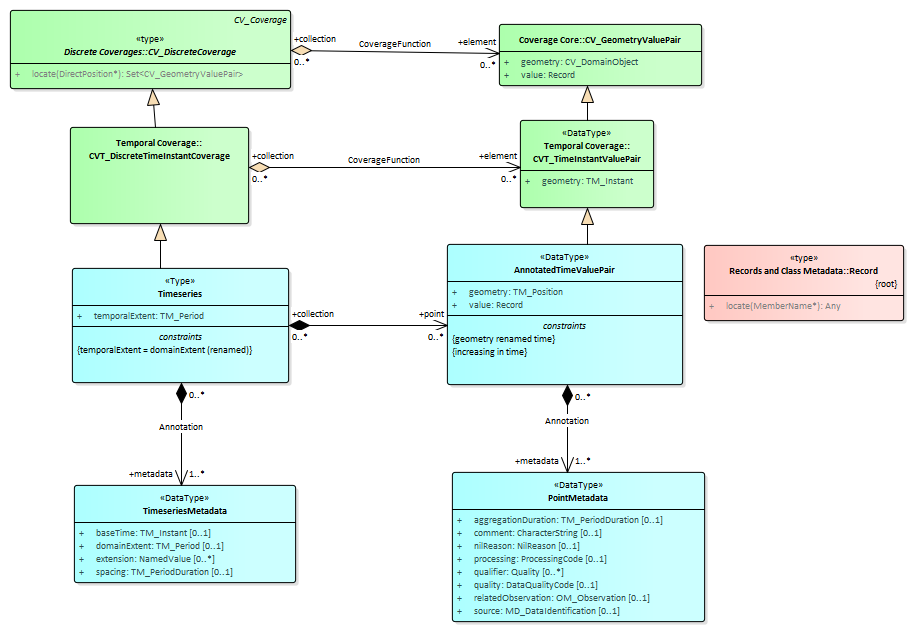 CV_Coverage
«type»
Discrete Coverages::CV_DiscreteCoverage
+ locate(DirectPosition*): Set<CV_GeometryValuePair>
+collection
0..*
CoverageFunction
+element
0..*
Coverage Core::CV_GeometryValuePair
+ geometry: CV_DomainObject
+ value: Record
Temporal Coverage::
CVT_DiscreteTimeInstantCoverage
+collection
0..*
CoverageFunction
+element
0..*
«DataType»
Temporal Coverage::
CVT_TimeInstantValuePair
+ geometry: TM_Instant
«Type»
Timeseries
+ temporalExtent: TM_Period
constraints
{temporalExtent = domainExtent (renamed)}
+collection
0..*
+point
0..*
«DataType»
AnnotatedTimeValuePair
+ geometry: TM_Position
+ value: Record
constraints
{geometry renamed time}
{increasing in time}
«type»
Records and Class Metadata::Record
{root}
+ locate(MemberName*): Any
0..*
Annotation
+metadata
1..*
0..*
Annotation
+metadata
1..*
«DataType»
TimeseriesMetadata
+ baseTime: TM_Instant [0..1]
+ domainExtent: TM_Period [0..1]
+ extension: NamedValue [0..*]
+ spacing: TM_PeriodDuration [0..1]
«DataType»
PointMetadata
+ aggregationDuration: TM_PeriodDuration [0..1]
+ comment: CharacterString [0..1]
+ nilReason: NilReason [0..1]
+ processing: ProcessingCode [0..1]
+ qualifier: Quality [0..*]
+ quality: DataQualityCode [0..1]
+ relatedObservation: OM_Observation [0..1]
+ source: MD_DataIdentification [0..1]